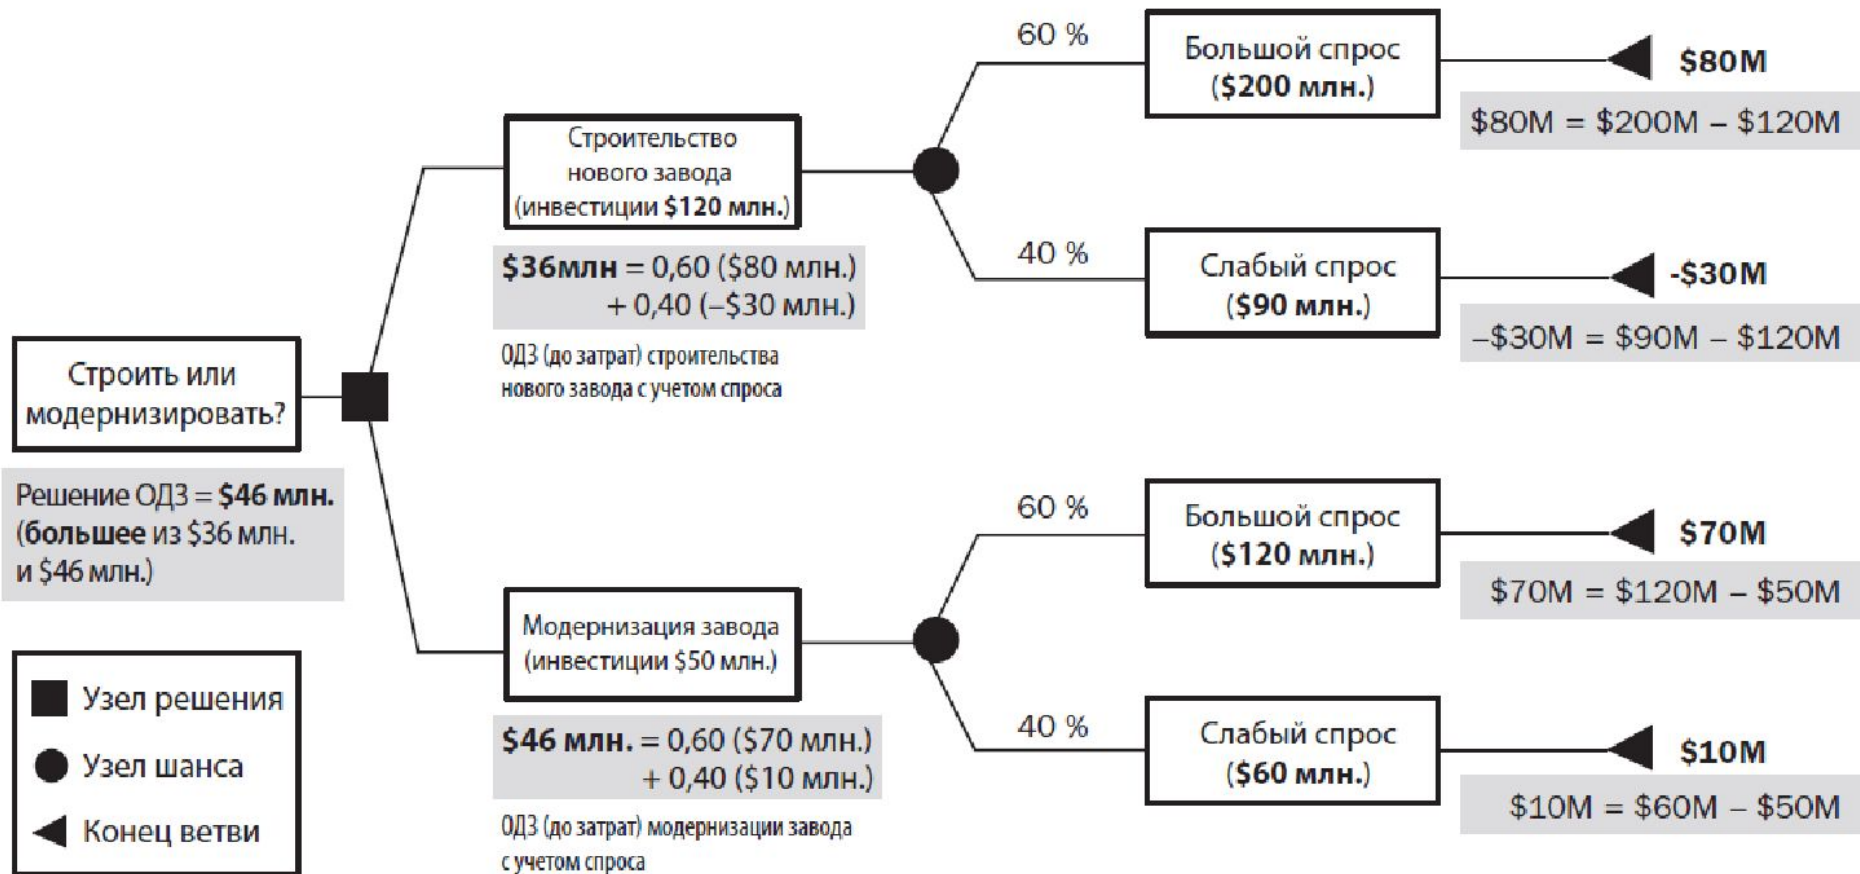 Строить или
модернизировать?
Решение ОДЗ = $46 млн.
(большее из $36 млн.
и $46 млн.)
Узел решения
Узел шанса
Конец ветви
Строительство
нового завода
(инвестиции $120 млн.)
$36млн = 0,60 ($80 млн.)
+ 0,40 (–$30 млн.)
ОДЗ (до затрат) строительства
нового завода с учетом спроса
60 %
Большой спрос
($200 млн.)
$80M
$80M = $200M – $120M
40 %
Слабый спрос
($90 млн.)
-$30M
–$30M = $90M – $120M
Модернизация завода
(инвестиции $50 млн.)
$46 млн. = 0,60 ($70 млн.)
+ 0,40 ($10 млн.)
ОДЗ (до затрат) модернизации завода
с учетом спроса
60 %
Большой спрос
($120 млн.)
$70M
$70M = $120M – $50M
40 %
Слабый спрос
($60 млн.)
$10M
$10M = $60M – $50M